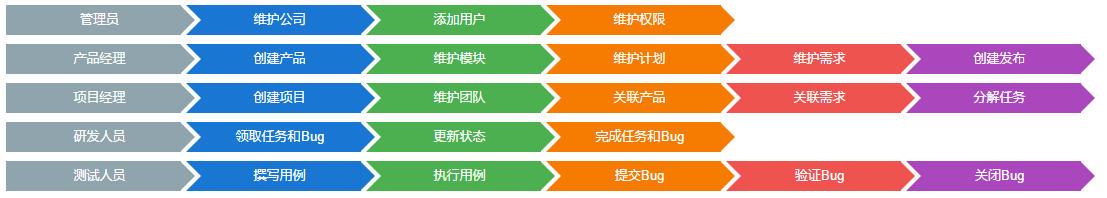 管理员 维护公司 添加用户 维护权限
产品经理 创建产品 维护模块 维护计划 维护需求 创建发布
项目经理 创建项目 维护团队 关联产品 关联需求 分解任务
研发人员 领取任务和Bug 更新状态 完成任务和Bug
测试人员 撰写用例 执行用例 提交Bug 验证Bug 关闭Bug